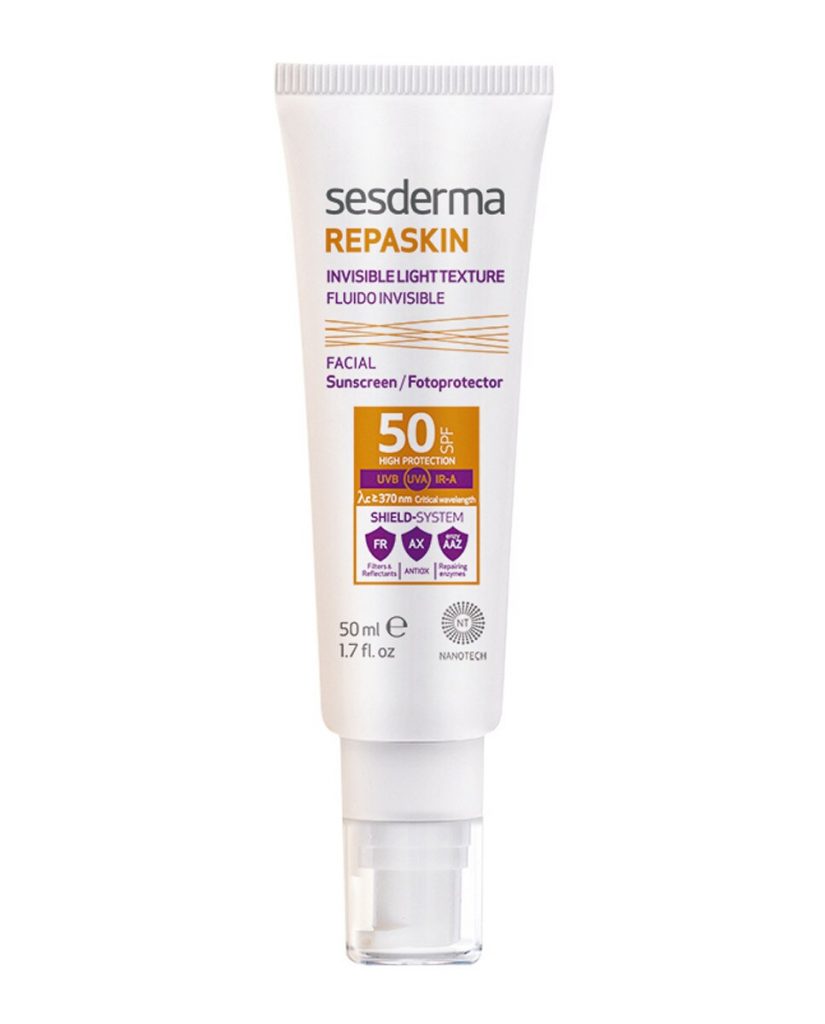 sesderma
REPASKIN
INVISIBLE LIGHT TEXTURE
FLUIDO INVISIBLE
FACIAL
Sunscreen / Fotoprotector
50 SPF
HIGH PROTECTION
UVB UVA IR-A
λc≥370 nm Critical wavelength
SHIELD-SYSTEM
FR AX enzy AAZ
Filters & Reflectants ANTIOX Repairing enzymes
50 ml e
1.7 fl. oz
NT
NANOTECH